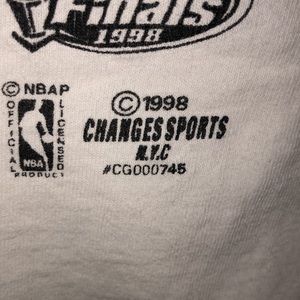 Finals
1998
© NBAP
OFFICIAL
LICENSED
NBA
PRODUCT
© 1998
CHANGES SPORTS
N.Y.C
#CG000745